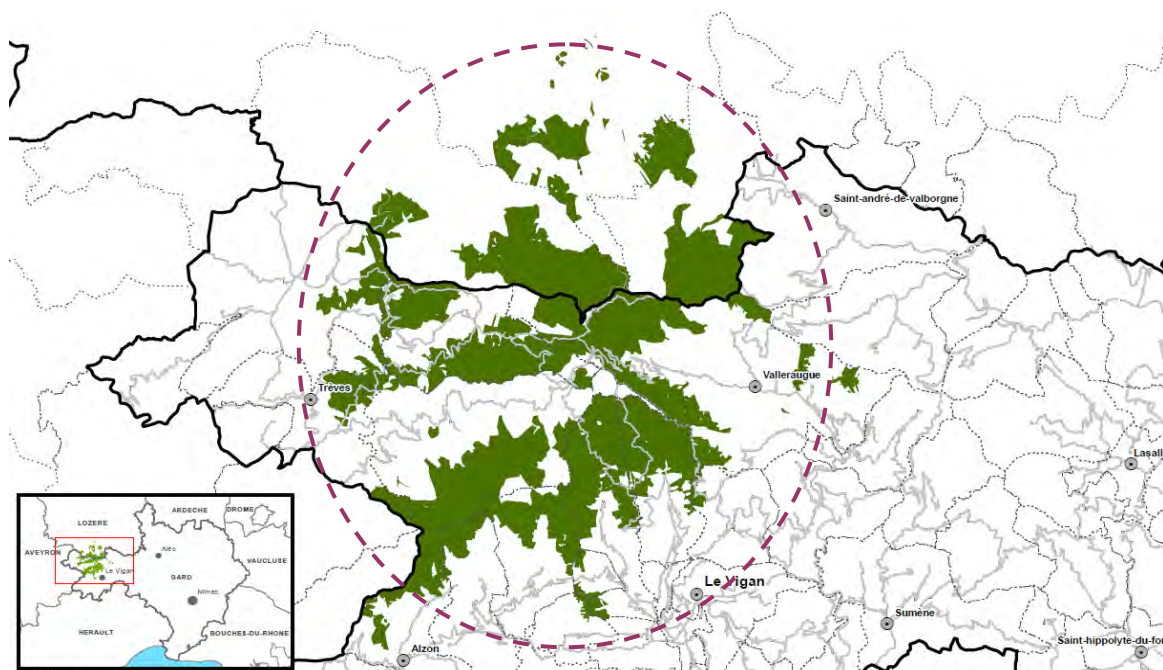 Saint-andré-de-valborgne
Valleraugue
Trèves
Lasall
Le Vigan
Sumène
Alzon
Saint-hippolyte-du-for
LOZERE
ARDECHE
DROME
AVEYRON
Alès
VAUCLUSE
Le Vigan
GARD
Nîmes
HERAULT
BOUCHES-DU-RHONE